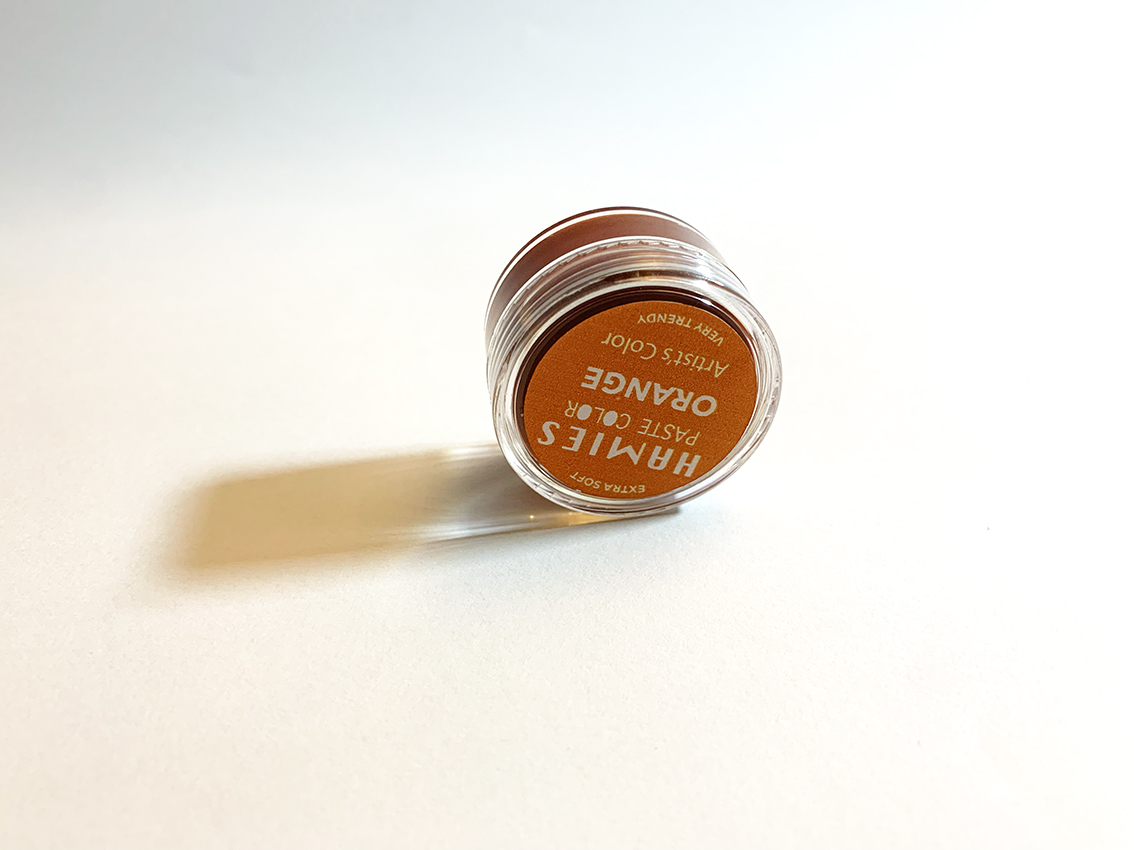 EXTRA SOFT
HAMIES
PASTE COLOR
ORANGE
Artist's Color
VERY TRENDY